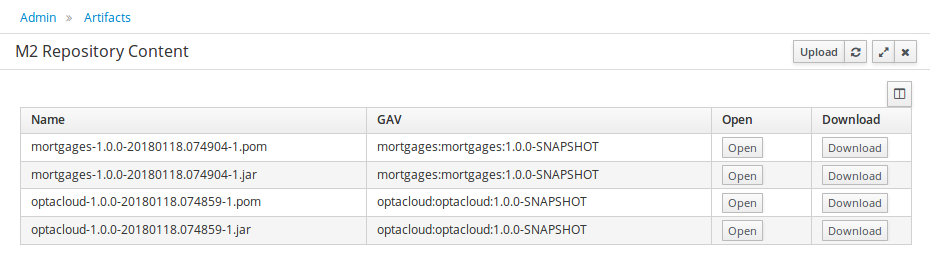 Admin » Artifacts
M2 Repository Content Upload
Name GAV Open Download
mortgages-1.0.0-20180118.074904-1.pom mortgages:mortgages:1.0.0-SNAPSHOT Open Download
mortgages-1.0.0-20180118.074904-1.jar mortgages:mortgages:1.0.0-SNAPSHOT Open Download
optacloud-1.0.0-20180118.074859-1.pom optacloud:optacloud:1.0.0-SNAPSHOT Open Download
optacloud-1.0.0-20180118.074859-1.jar optacloud:optacloud:1.0.0-SNAPSHOT Open Download